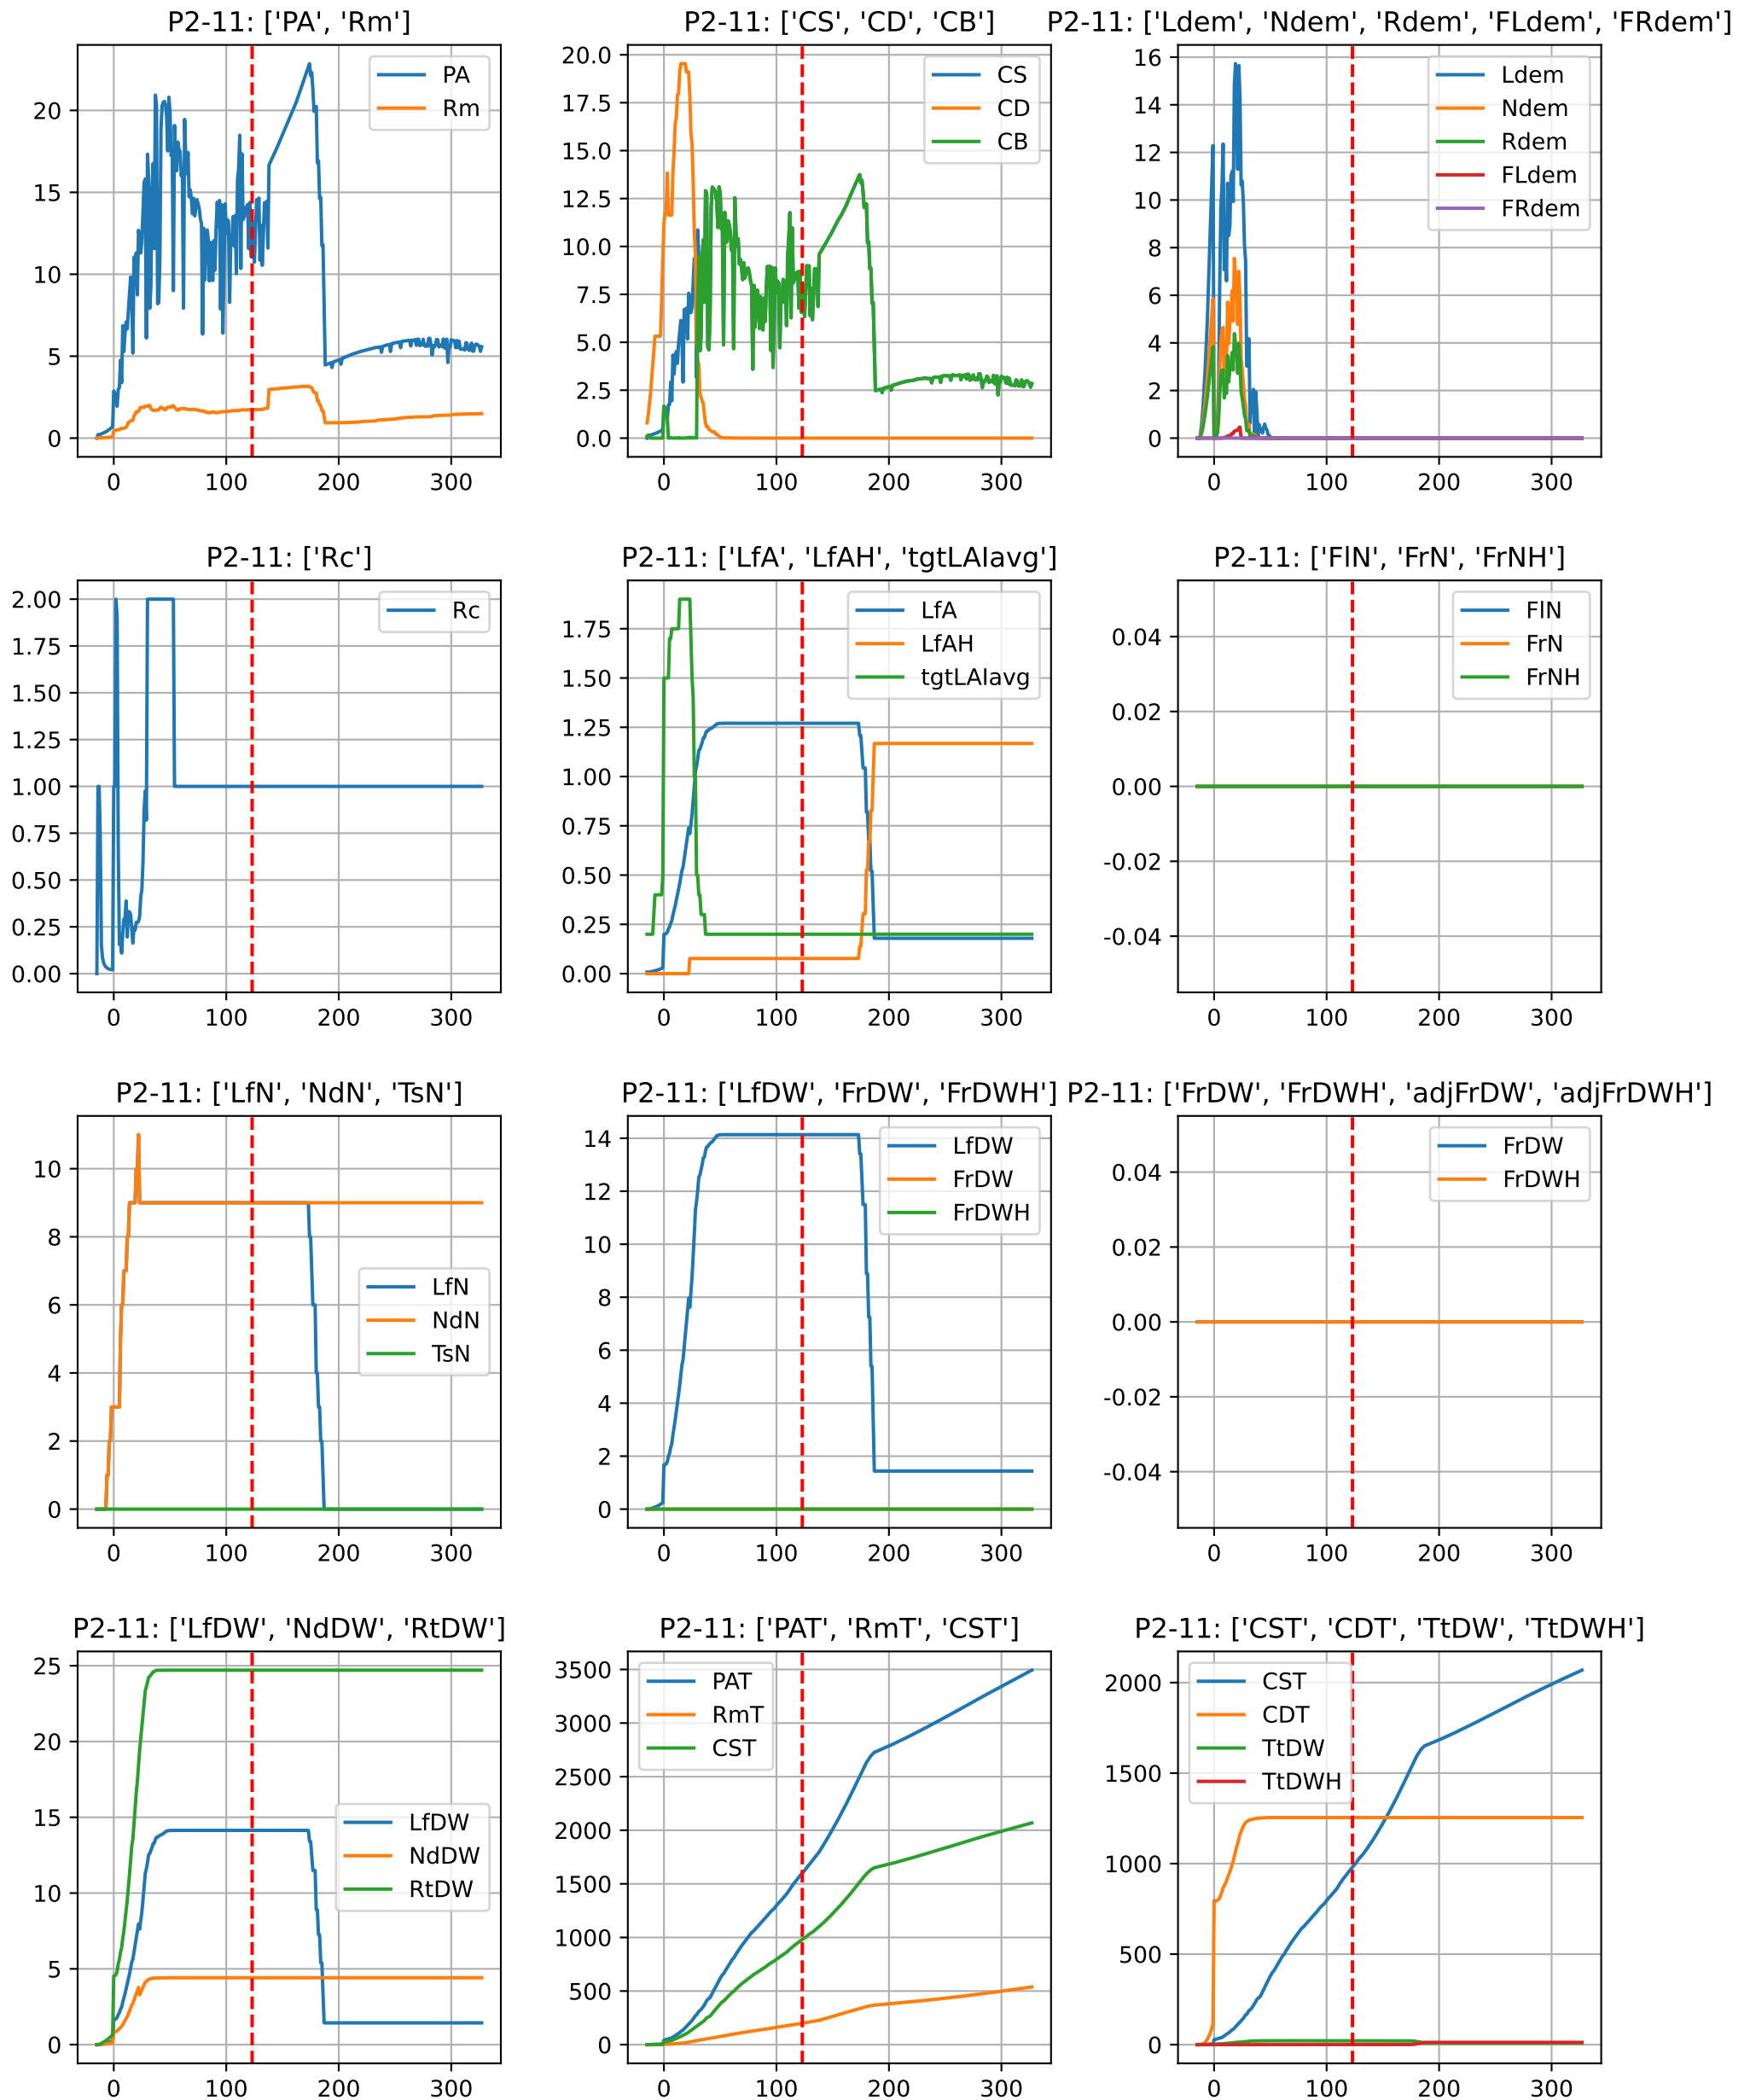 P2-11: ['PA', 'Rm']
20
15
10
5
0
0 100 200 300
PA
Rm
P2-11: ['CS', 'CD', 'CB']
20.0
17.5
15.0
12.5
10.0
7.5
5.0
2.5
0.0
0 100 200 300
CS
CD
CB
P2-11: ['Ldem', 'Ndem', 'Rdem', 'FLdem', 'FRdem']
16
14
12
10
8
6
4
2
0
0 100 200 300
Ldem
Ndem
Rdem
FLdem
FRdem
P2-11: ['Rc']
2.00
1.75
1.50
1.25
1.00
0.75
0.50
0.25
0.00
0 100 200 300
Rc
P2-11: ['LfA', 'LfAH', 'tgtLAIavg']
1.75
1.50
1.25
1.00
0.75
0.50
0.25
0.00
0 100 200 300
LfA
LfAH
tgtLAIavg
P2-11: ['FlN', 'FrN', 'FrNH']
0.04
0.02
0.00
-0.02
-0.04
0 100 200 300
FlN
FrN
FrNH
P2-11: ['LfN', 'NdN', 'TsN']
10
8
6
4
2
0
0 100 200 300
LfN
NdN
TsN
P2-11: ['LfDW', 'FrDW', 'FrDWH']
14
12
10
8
6
4
2
0
0 100 200 300
LfDW
FrDW
FrDWH
P2-11: ['FrDW', 'FrDWH', 'adjFrDW', 'adjFrDWH']
0.04
0.02
0.00
-0.02
-0.04
0 100 200 300
FrDW
FrDWH
P2-11: ['LfDW', 'NdDW', 'RtDW']
25
20
15
10
5
0
0 100 200 300
LfDW
NdDW
RtDW
P2-11: ['PAT', 'RmT', 'CST']
3500
3000
2500
2000
1500
1000
500
0
0 100 200 300
PAT
RmT
CST
P2-11: ['CST', 'CDT', 'TtDW', 'TtDWH']
2000
1500
1000
500
0
0 100 200 300
CST
CDT
TtDW
TtDWH